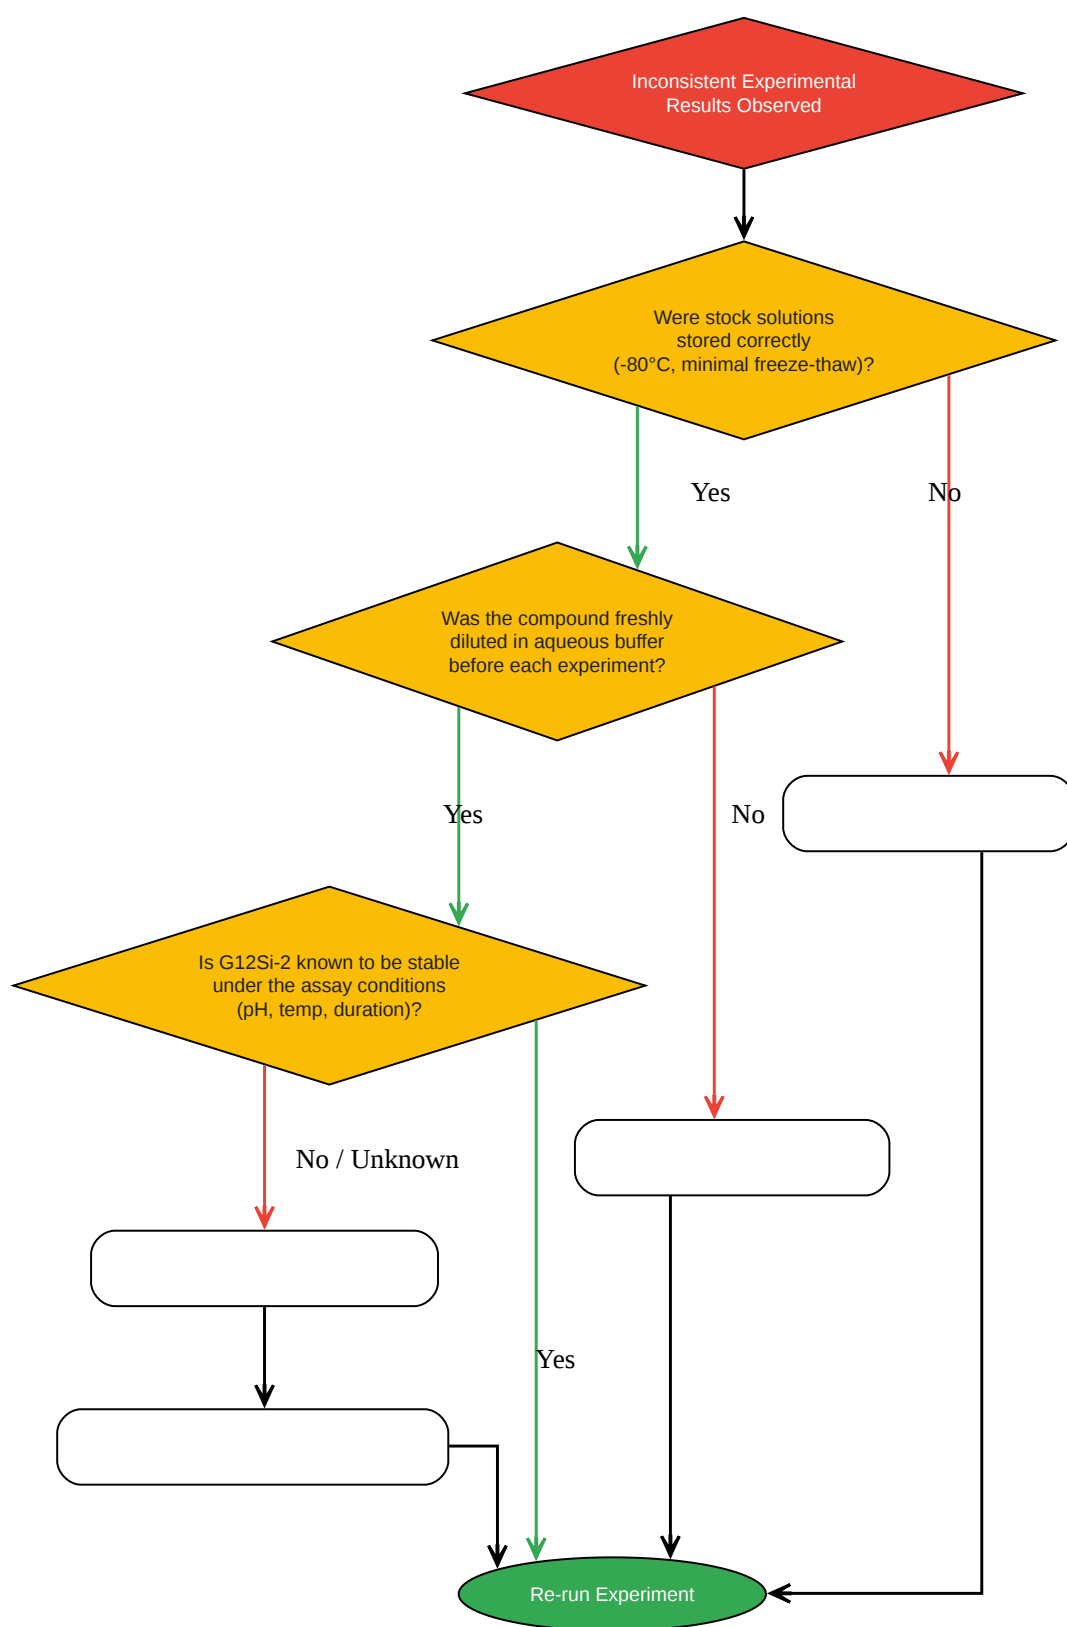 Inconsistent Experimental
Results Observed
Were stock solutions
stored correctly
(-80°C, minimal freeze-thaw)?
Yes
No
Was the compound freshly
diluted in aqueous buffer
before each experiment?
Yes
No
Is G12Si-2 known to be stable
under the assay conditions
(pH, temp, duration)?
No / Unknown
Yes
Re-run Experiment